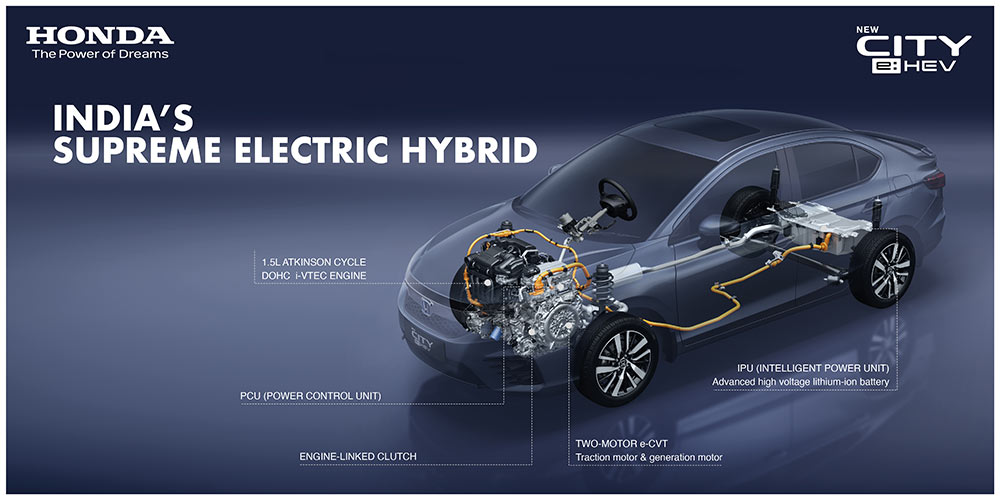 HONDA
The Power of Dreams
NEW
CITY
e:HEV
INDIA'S
SUPREME ELECTRIC HYBRID
1.5L ATKINSON CYCLE
DOHC i-VTEC ENGINE
CITY
PCU (POWER CONTROL UNIT)
IPU (INTELLIGENT POWER UNIT)
Advanced high voltage lithium-ion battery
ENGINE-LINKED CLUTCH
TWO-MOTOR e-CVT
Traction motor & generation motor